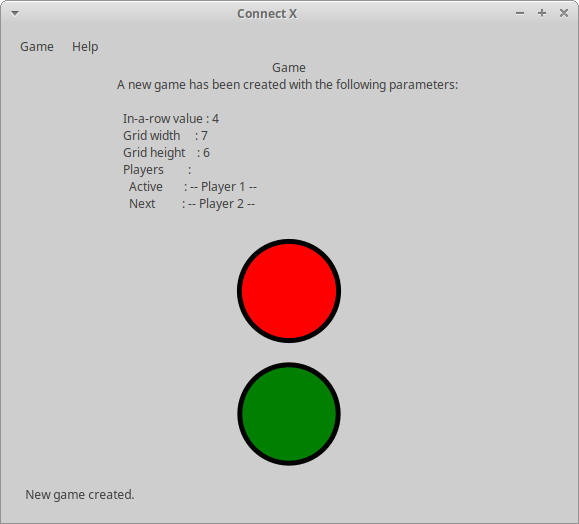 Connect X
Game Help
Game
A new game has been created with the following parameters:
In-a-row value : 4
Grid width : 7
Grid height : 6
Players :
Active : -- Player 1 --
Next : -- Player 2 --
New game created.